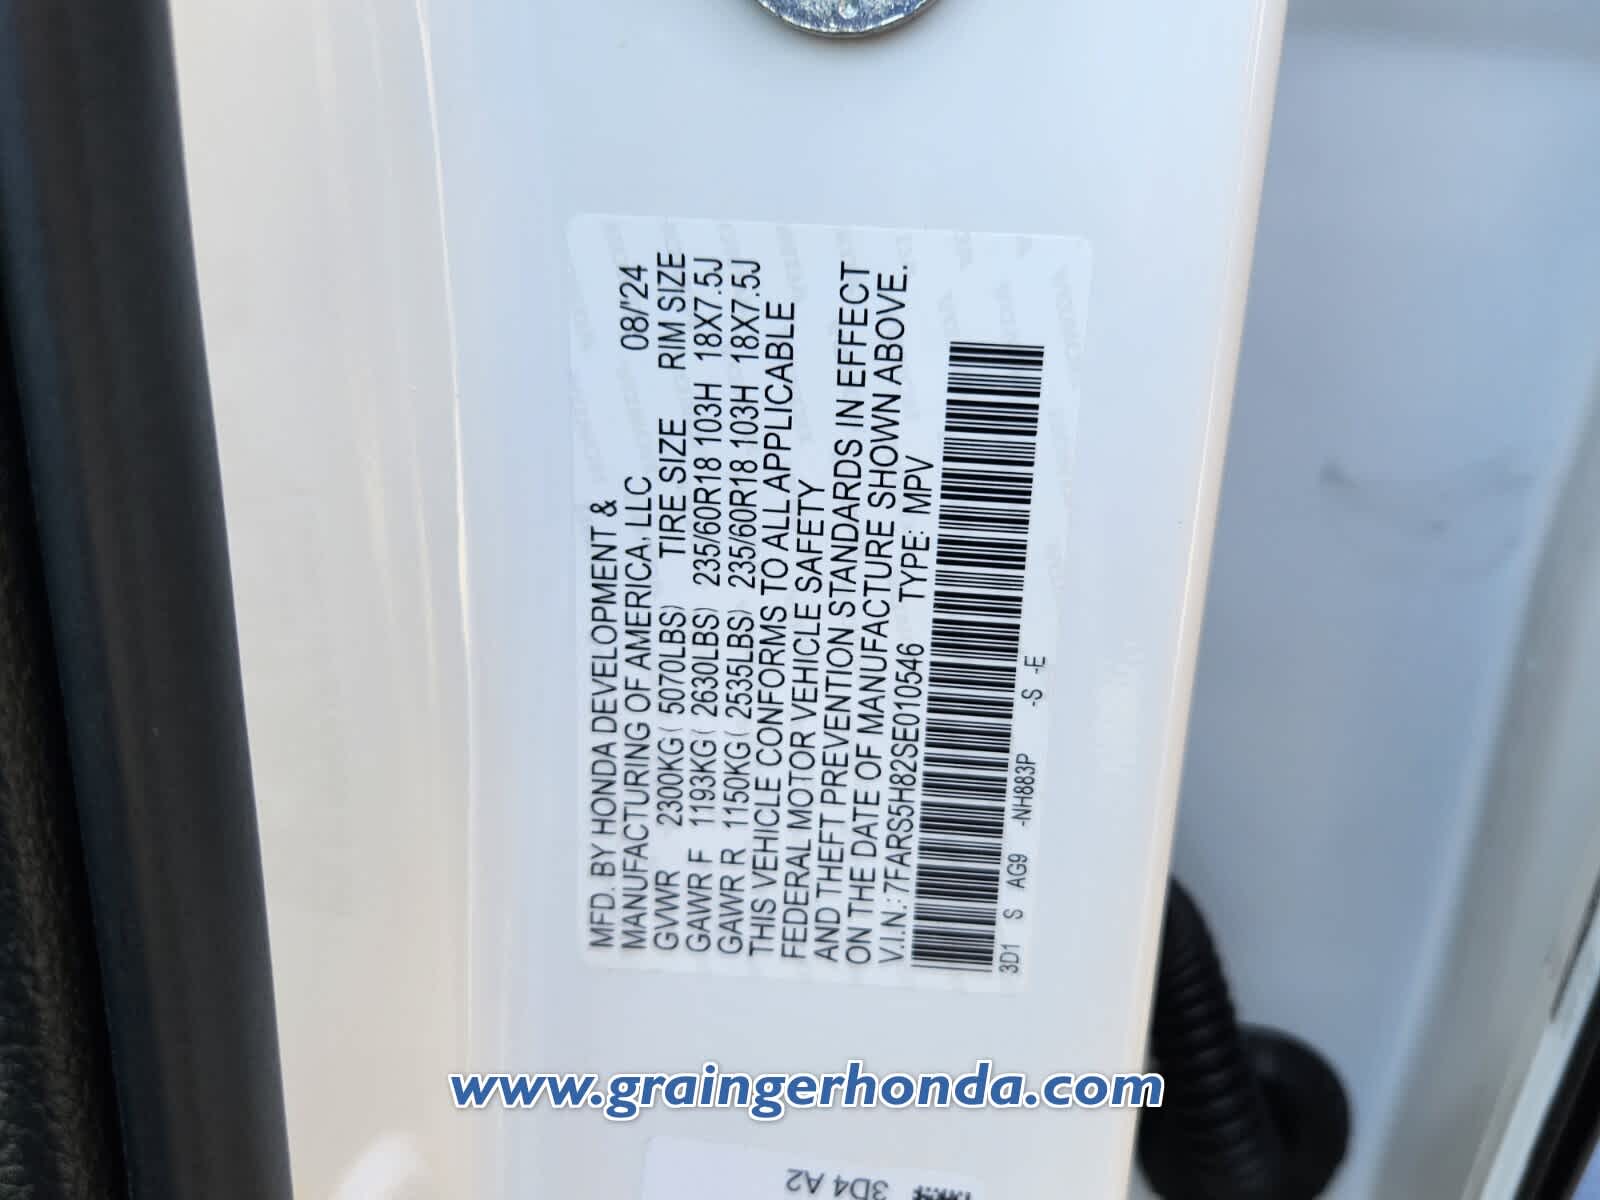 MFD. BY HONDA DEVELOPMENT &
MANUFACTURING OF AMERICA, LLC 08/'24
GVWR 2300KG( 5070LBS) TIRE SIZE RIM SIZE
GAWR F 1193KG( 2630LBS) 235/60R18 103H 18X7.5J
GAWR R 1150KG( 2535LBS) 235/60R18 103H 18X7.5J
THIS VEHICLE CONFORMS TO ALL APPLICABLE
FEDERAL MOTOR VEHICLE SAFETY
AND THEFT PREVENTION STANDARDS IN EFFECT
ON THE DATE OF MANUFACTURE SHOWN ABOVE.
V.I.N.:7FARS5H82SE010546 TYPE: MPV
3D1 S AG9 -NH883P -S -E
www.graingerhonda.com
3D4 A2